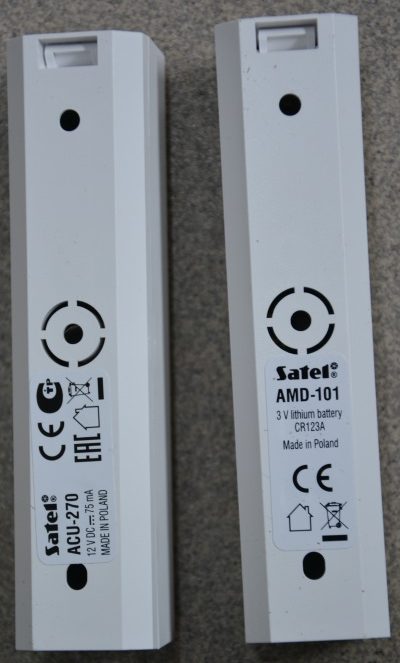 Satel®
ACU-270
12 V DC ⎓ 75 mA
MADE IN POLAND
CE
EAC
Satel®
AMD-101
3 V lithium battery
CR123A
Made in Poland
CE